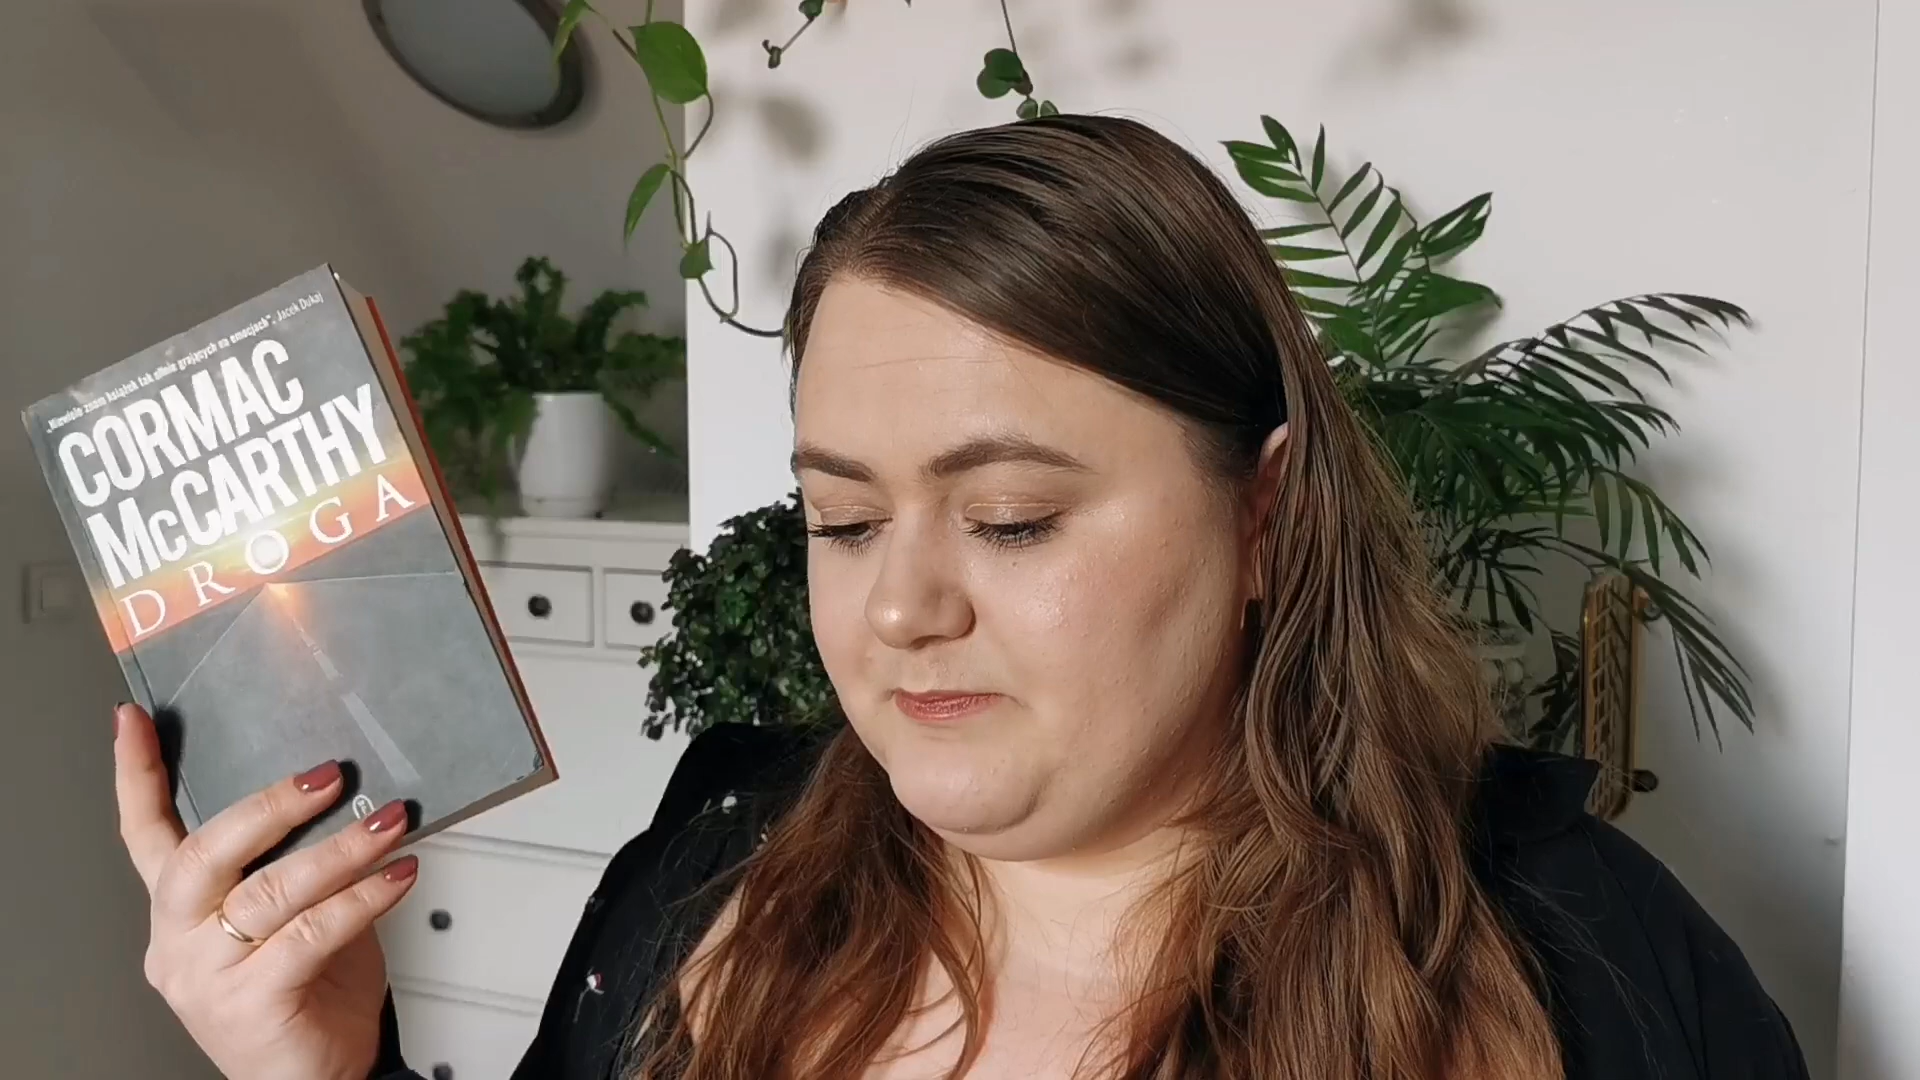 „Niewiele znam książek tak silnie grających na emocjach", Jacek Dukaj
CORMAC
McCARTHY
DROGA